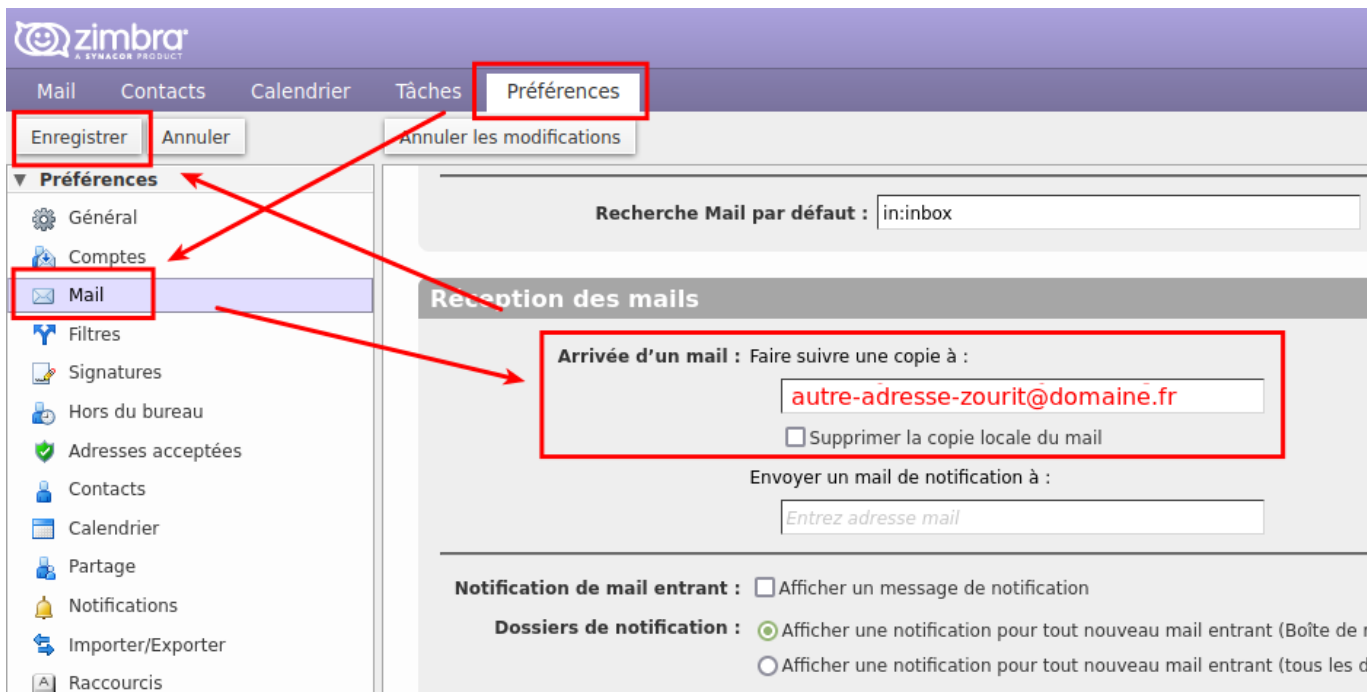 zimbra
A SYNACOR PRODUCT
Mail Contacts Calendrier Tâches Préférences
Enregistrer Annuler Annuler les modifications
Préférences
Général
Comptes
Mail
Filtres
Signatures
Hors du bureau
Adresses acceptées
Contacts
Calendrier
Partage
Notifications
Importer/Exporter
Raccourcis
Recherche Mail par défaut : in:inbox
Réception des mails
Arrivée d’un mail : Faire suivre une copie à :
autre-adresse-zourit@domaine.fr
Supprimer la copie locale du mail
Envoyer un mail de notification à :
Entrez adresse mail
Notification de mail entrant : Afficher un message de notification
Dossiers de notification : Afficher une notification pour tout nouveau mail entrant (Boîte de
Afficher une notification pour tout nouveau mail entrant (tous les